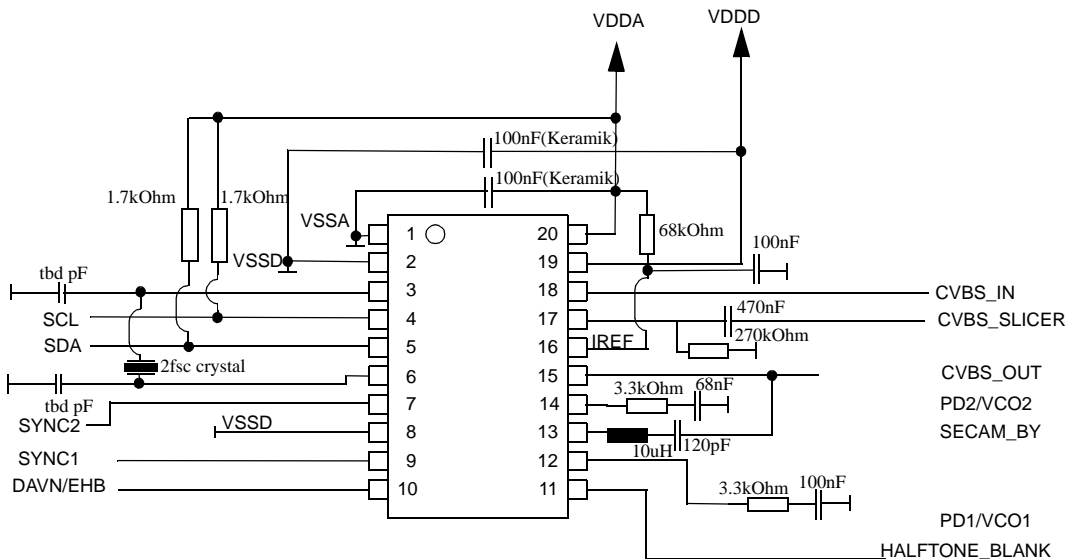 VDDA
VDDD
100nF(Keramik)
100nF(Keramik)
1.7kOhm
1.7kOhm
VSSA
68kOhm
VSSD
100nF
tbd pF
SCL
SDA
2fsc crystal
tbd pF
SYNC2
VSSD
SYNC1
DAVN/EHB
1
2
3
4
5
6
7
8
9
10
20
19
18
17
16
15
14
13
12
11
IREF
CVBS_IN
470nF
CVBS_SLICER
270kOhm
CVBS_OUT
3.3kOhm
68nF
PD2/VCO2
SECAM_BY
10uH
120pF
3.3kOhm
100nF
PD1/VCO1
HALFTONE_BLANK